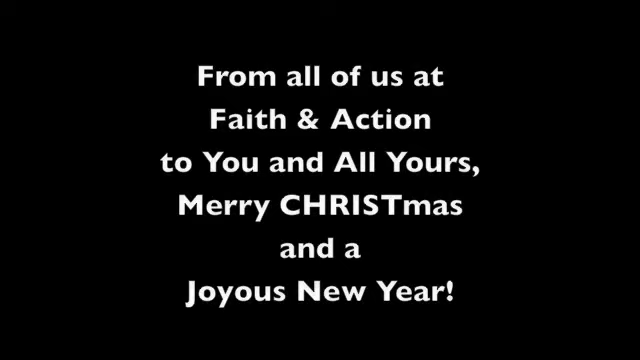 From all of us at
Faith & Action
to You and All Yours,
Merry CHRISTmas
and a
Joyous New Year!